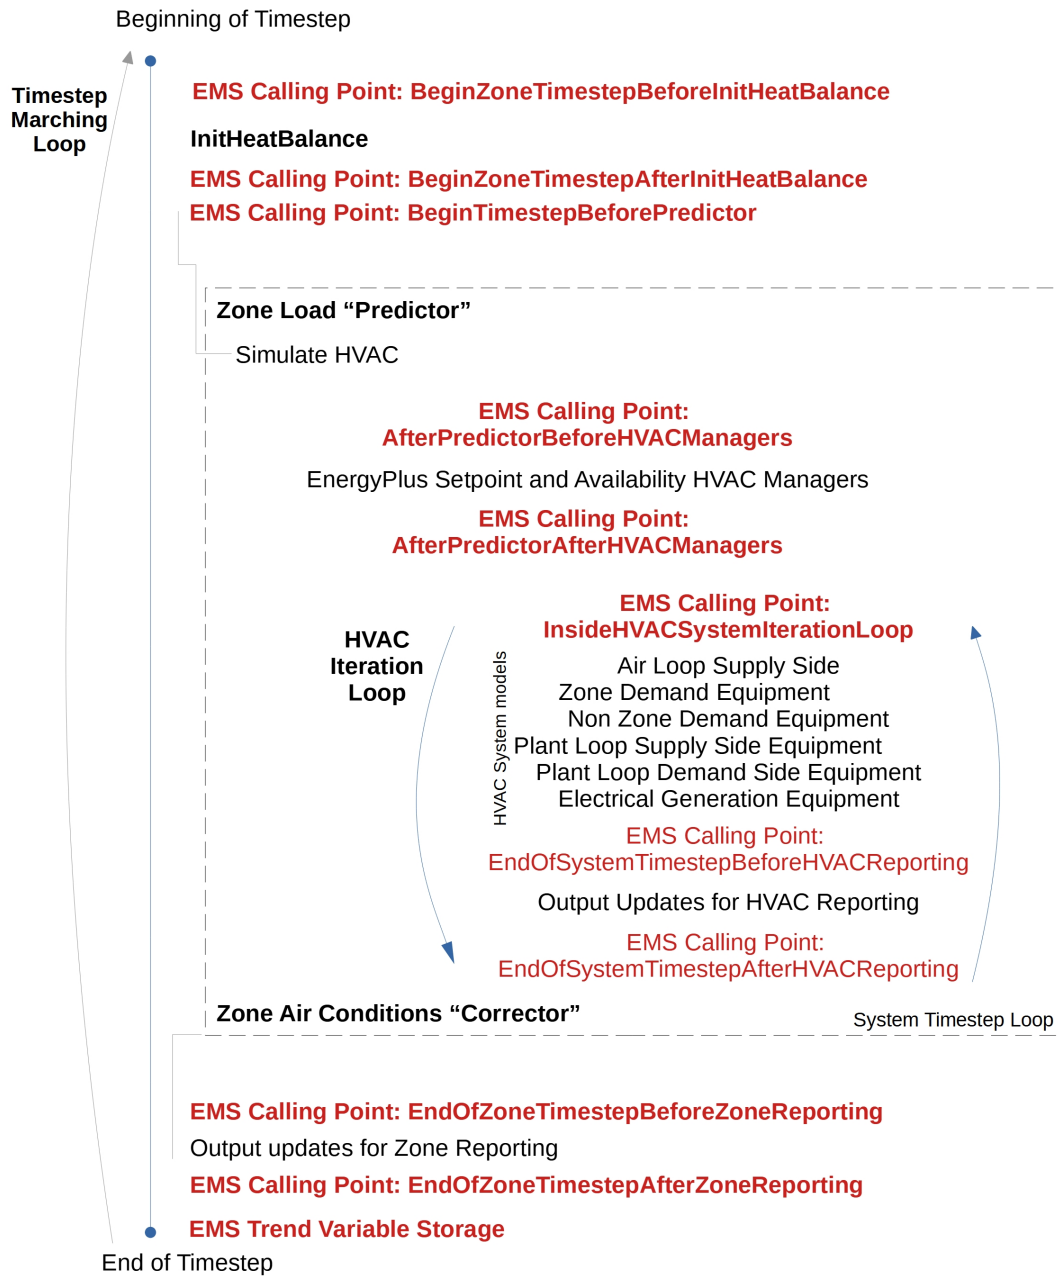 Beginning of Timestep
Timestep
Marching
Loop
EMS Calling Point: BeginZoneTimestepBeforeInitHeatBalance
InitHeatBalance
EMS Calling Point: BeginZoneTimestepAfterInitHeatBalance
EMS Calling Point: BeginTimestepBeforePredictor
Zone Load “Predictor”
Simulate HVAC
EMS Calling Point:
AfterPredictorBeforeHVACManagers
EnergyPlus Setpoint and Availability HVAC Managers
EMS Calling Point:
AfterPredictorAfterHVACManagers
HVAC
Iteration
Loop
EMS Calling Point:
InsideHVACSystemIterationLoop
HVAC System models
Air Loop Supply Side
Zone Demand Equipment
Non Zone Demand Equipment
Plant Loop Supply Side Equipment
Plant Loop Demand Side Equipment
Electrical Generation Equipment
EMS Calling Point:
EndOfSystemTimestepBeforeHVACReporting
Output Updates for HVAC Reporting
EMS Calling Point:
EndOfSystemTimestepAfterHVACReporting
Zone Air Conditions “Corrector”
System Timestep Loop
EMS Calling Point: EndOfZoneTimestepBeforeZoneReporting
Output updates for Zone Reporting
EMS Calling Point: EndOfZoneTimestepAfterZoneReporting
EMS Trend Variable Storage
End of Timestep